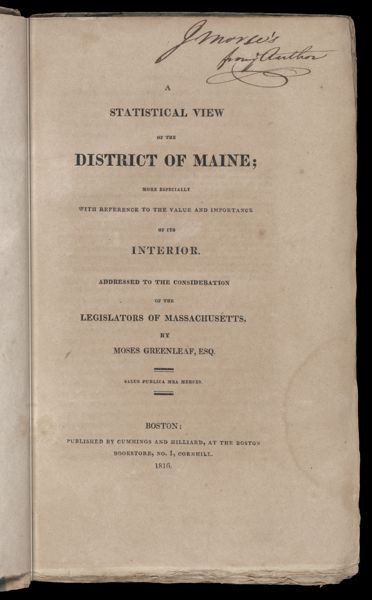 J Morse's
from ye Author
A
STATISTICAL VIEW
OF THE
DISTRICT OF MAINE;
MORE ESPECIALLY
WITH REFERENCE TO THE VALUE AND IMPORTANCE
OF ITS
INTERIOR.
ADDRESSED TO THE CONSIDERATION
OF THE
LEGISLATORS OF MASSACHUSETTS.
BY
MOSES GREENLEAF, ESQ.
SALUS PUBLICA MEA MERCES.
BOSTON:
PUBLISHED BY CUMMINGS AND HILLIARD, AT THE BOSTON
BOOKSTORE, NO. 1, CORNHILL.
1816.